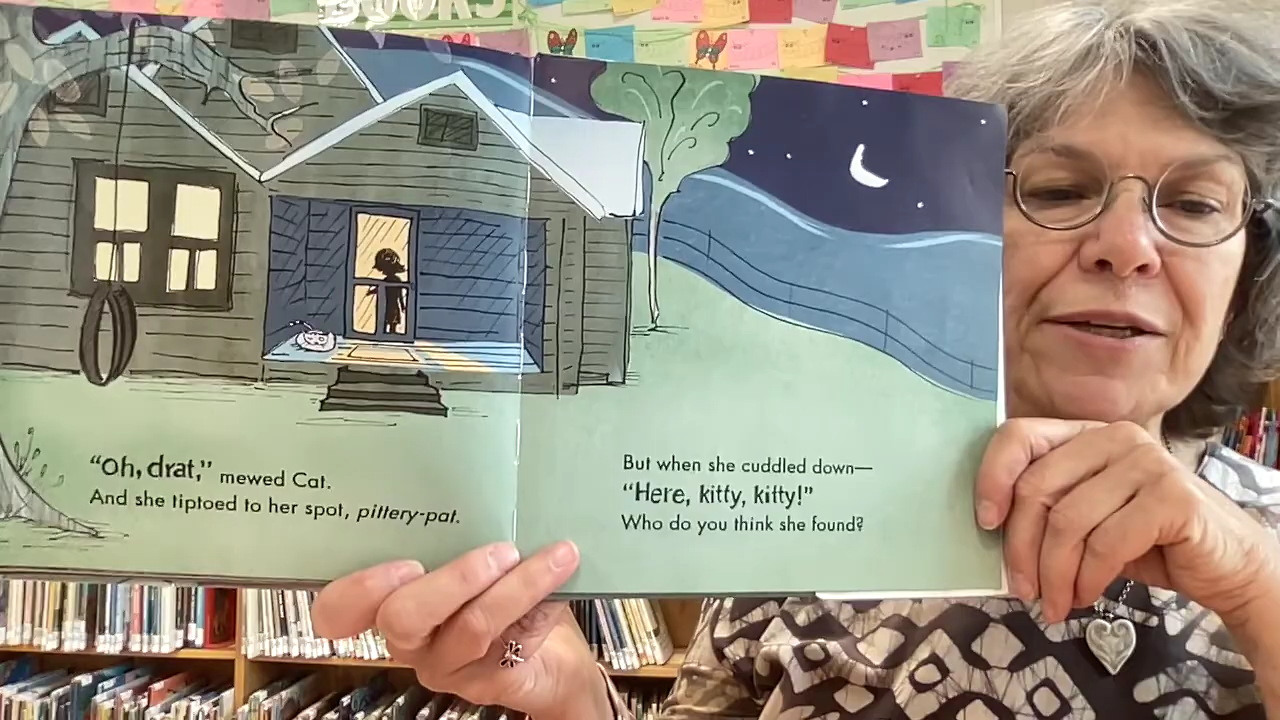 BOOKS
"Oh, drat," mewed Cat.
And she tiptoed to her spot, pittery-pat.
But when she cuddled down—
"Here, kitty, kitty!"
Who do you think she found?